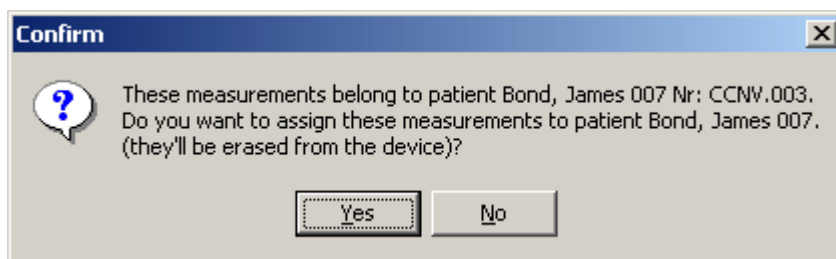 Confirm
These measurements belong to patient Bond, James 007 Nr: CCNV.003.
Do you want to assign these measurements to patient Bond, James 007.
(they'll be erased from the device)?
Yes No